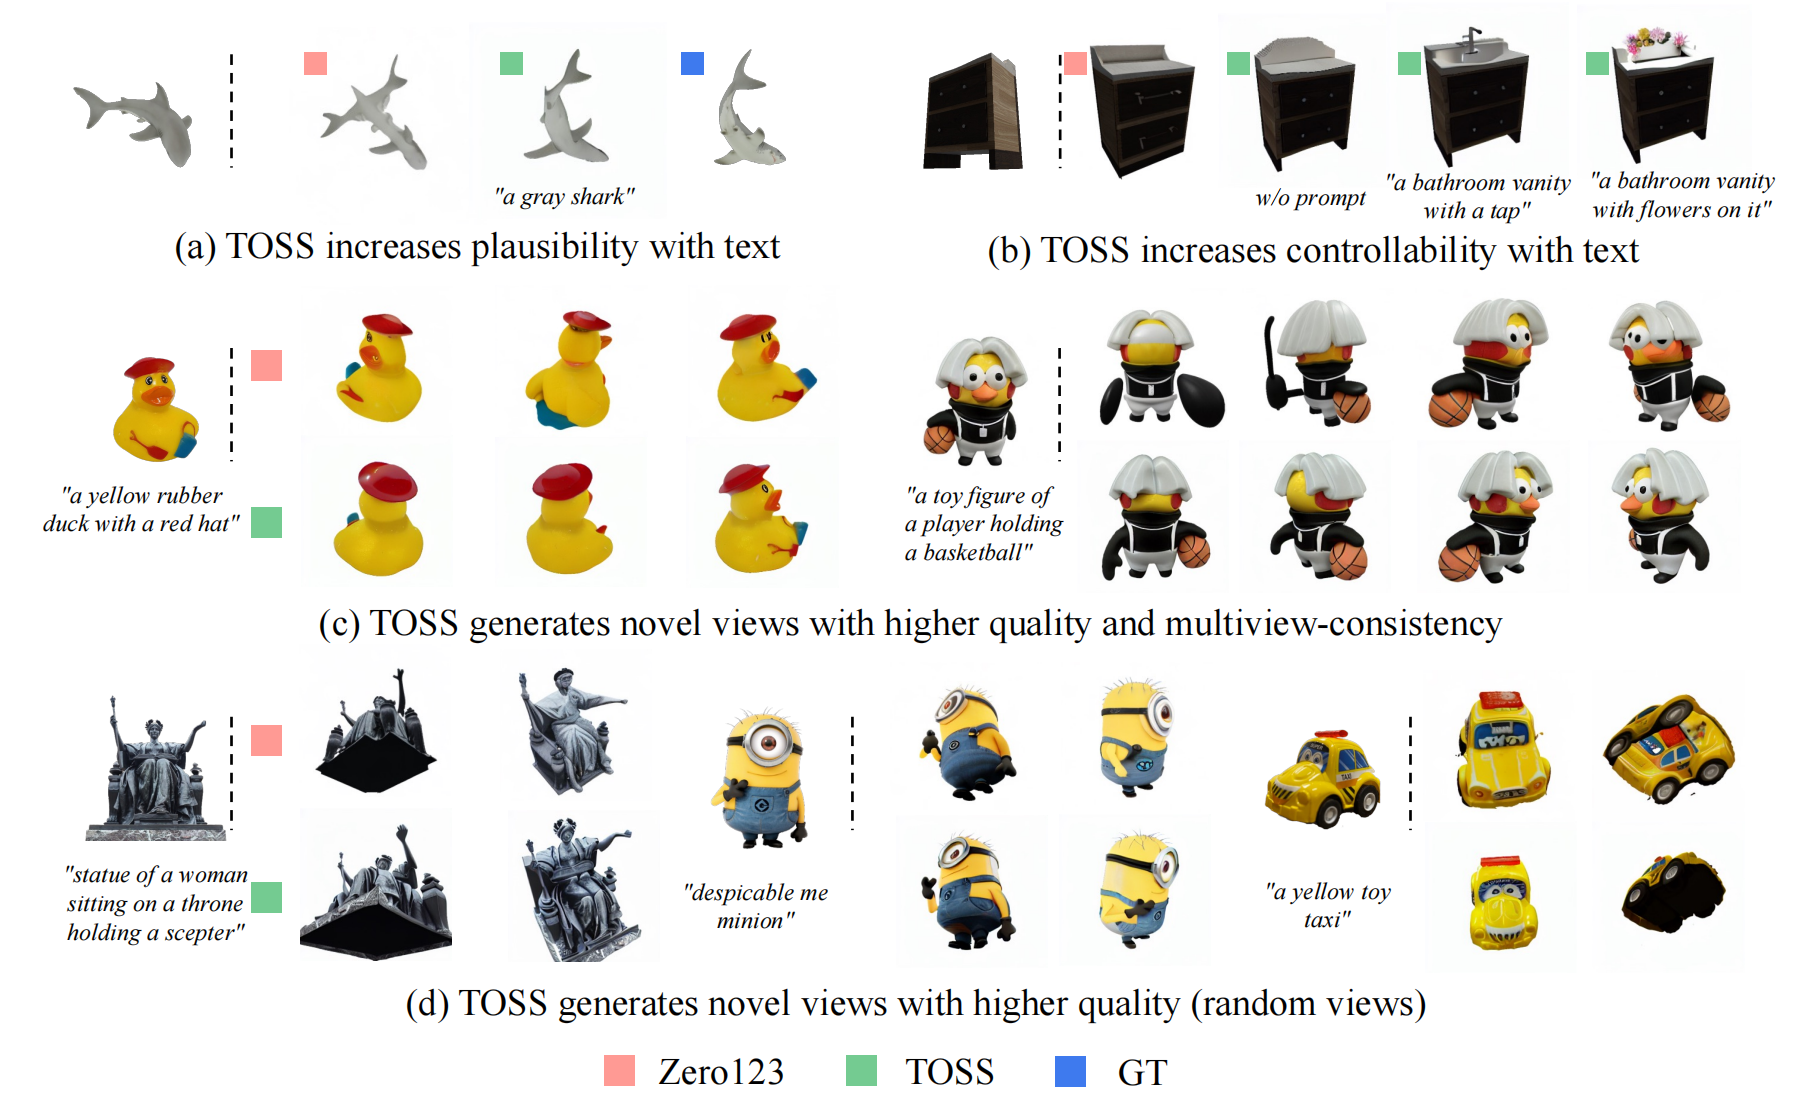 "a gray shark"
(a) TOSS increases plausibility with text
w/o prompt
"a bathroom vanity
with a tap"
"a bathroom vanity
with flowers on it"
(b) TOSS increases controllability with text
"a yellow rubber
duck with a red hat"
"a toy figure of
a player holding
a basketball"
(c) TOSS generates novel views with higher quality and multiview-consistency
"statue of a woman
sitting on a throne
holding a scepter"
"despicable me
minion"
TAXI
"a yellow toy
taxi"
(d) TOSS generates novel views with higher quality (random views)
Zero123
TOSS
GT